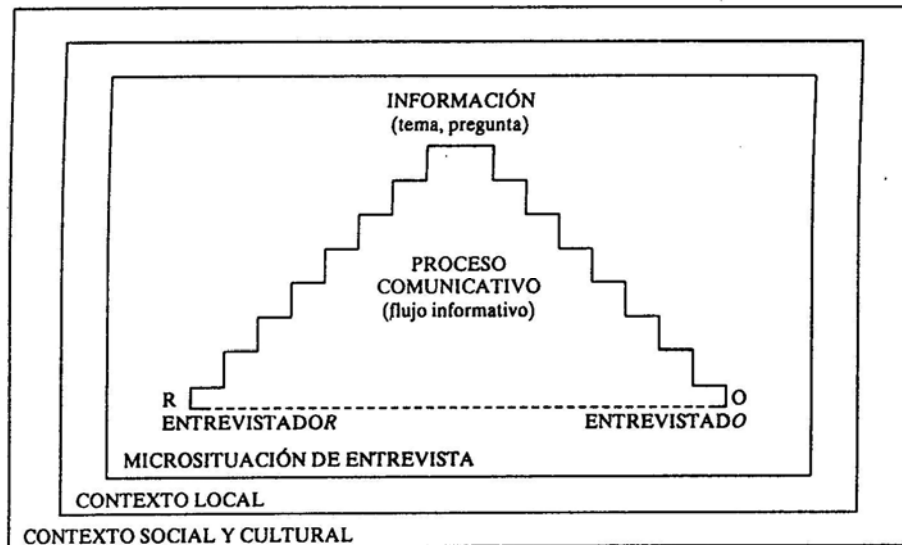 INFORMACIÓN
(tema, pregunta)
PROCESO
COMUNICATIVO
(flujo informativo)
R
O
ENTREVISTADOR
ENTREVISTADO
MICROSITUACIÓN DE ENTREVISTA
CONTEXTO LOCAL
CONTEXTO SOCIAL Y CULTURAL